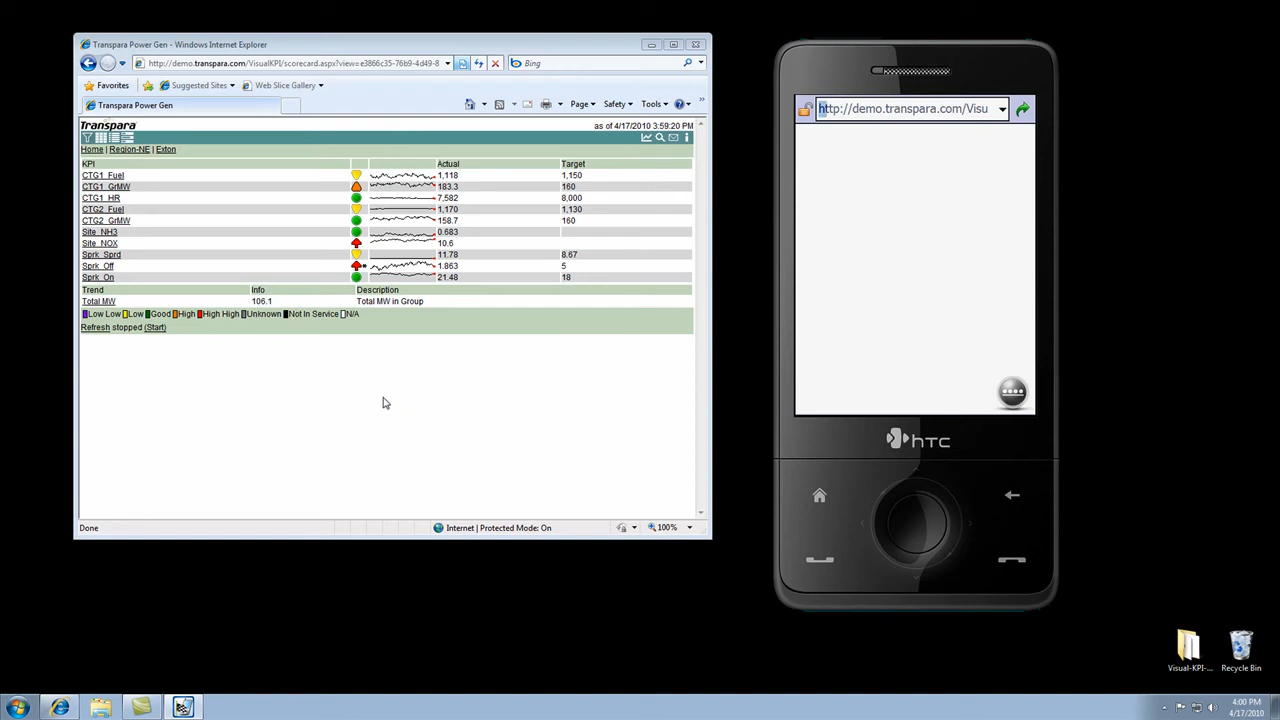 Transpara Power Gen - Windows Internet Explorer
http://demo.transpara.com/VisualKPI/scorecard.aspx?view=e3866c35-76b9-4d49-8
Bing
Favorites Suggested Sites Web Slice Gallery
Transpara Power Gen Page Safety Tools
Transpara as of 4/17/2010 3:59:20 PM
Home | Region-NE | Exton
KPI Actual Target
CTG1_Fuel 1,118 1,150
CTG1_GrMW 183.3 160
CTG1_HR 7,582 8,000
CTG2_Fuel 1,170 1,130
CTG2_GrMW 158.7 160
Site_NH3 0.683
Site_NOX 10.6
Sprk_Sprd 11.78 8.67
Sprk_Off * 1.863 5
Sprk_On 21.48 18
Trend Info Description
Total MW 106.1 Total MW in Group
Low Low Low Good High High High Unknown Not In Service N/A
Refresh stopped (Start)
Done Internet | Protected Mode: On 100%
http://demo.transpara.com/Visu
htc
Visual-KPI-... Recycle Bin
4:00 PM
4/17/2010